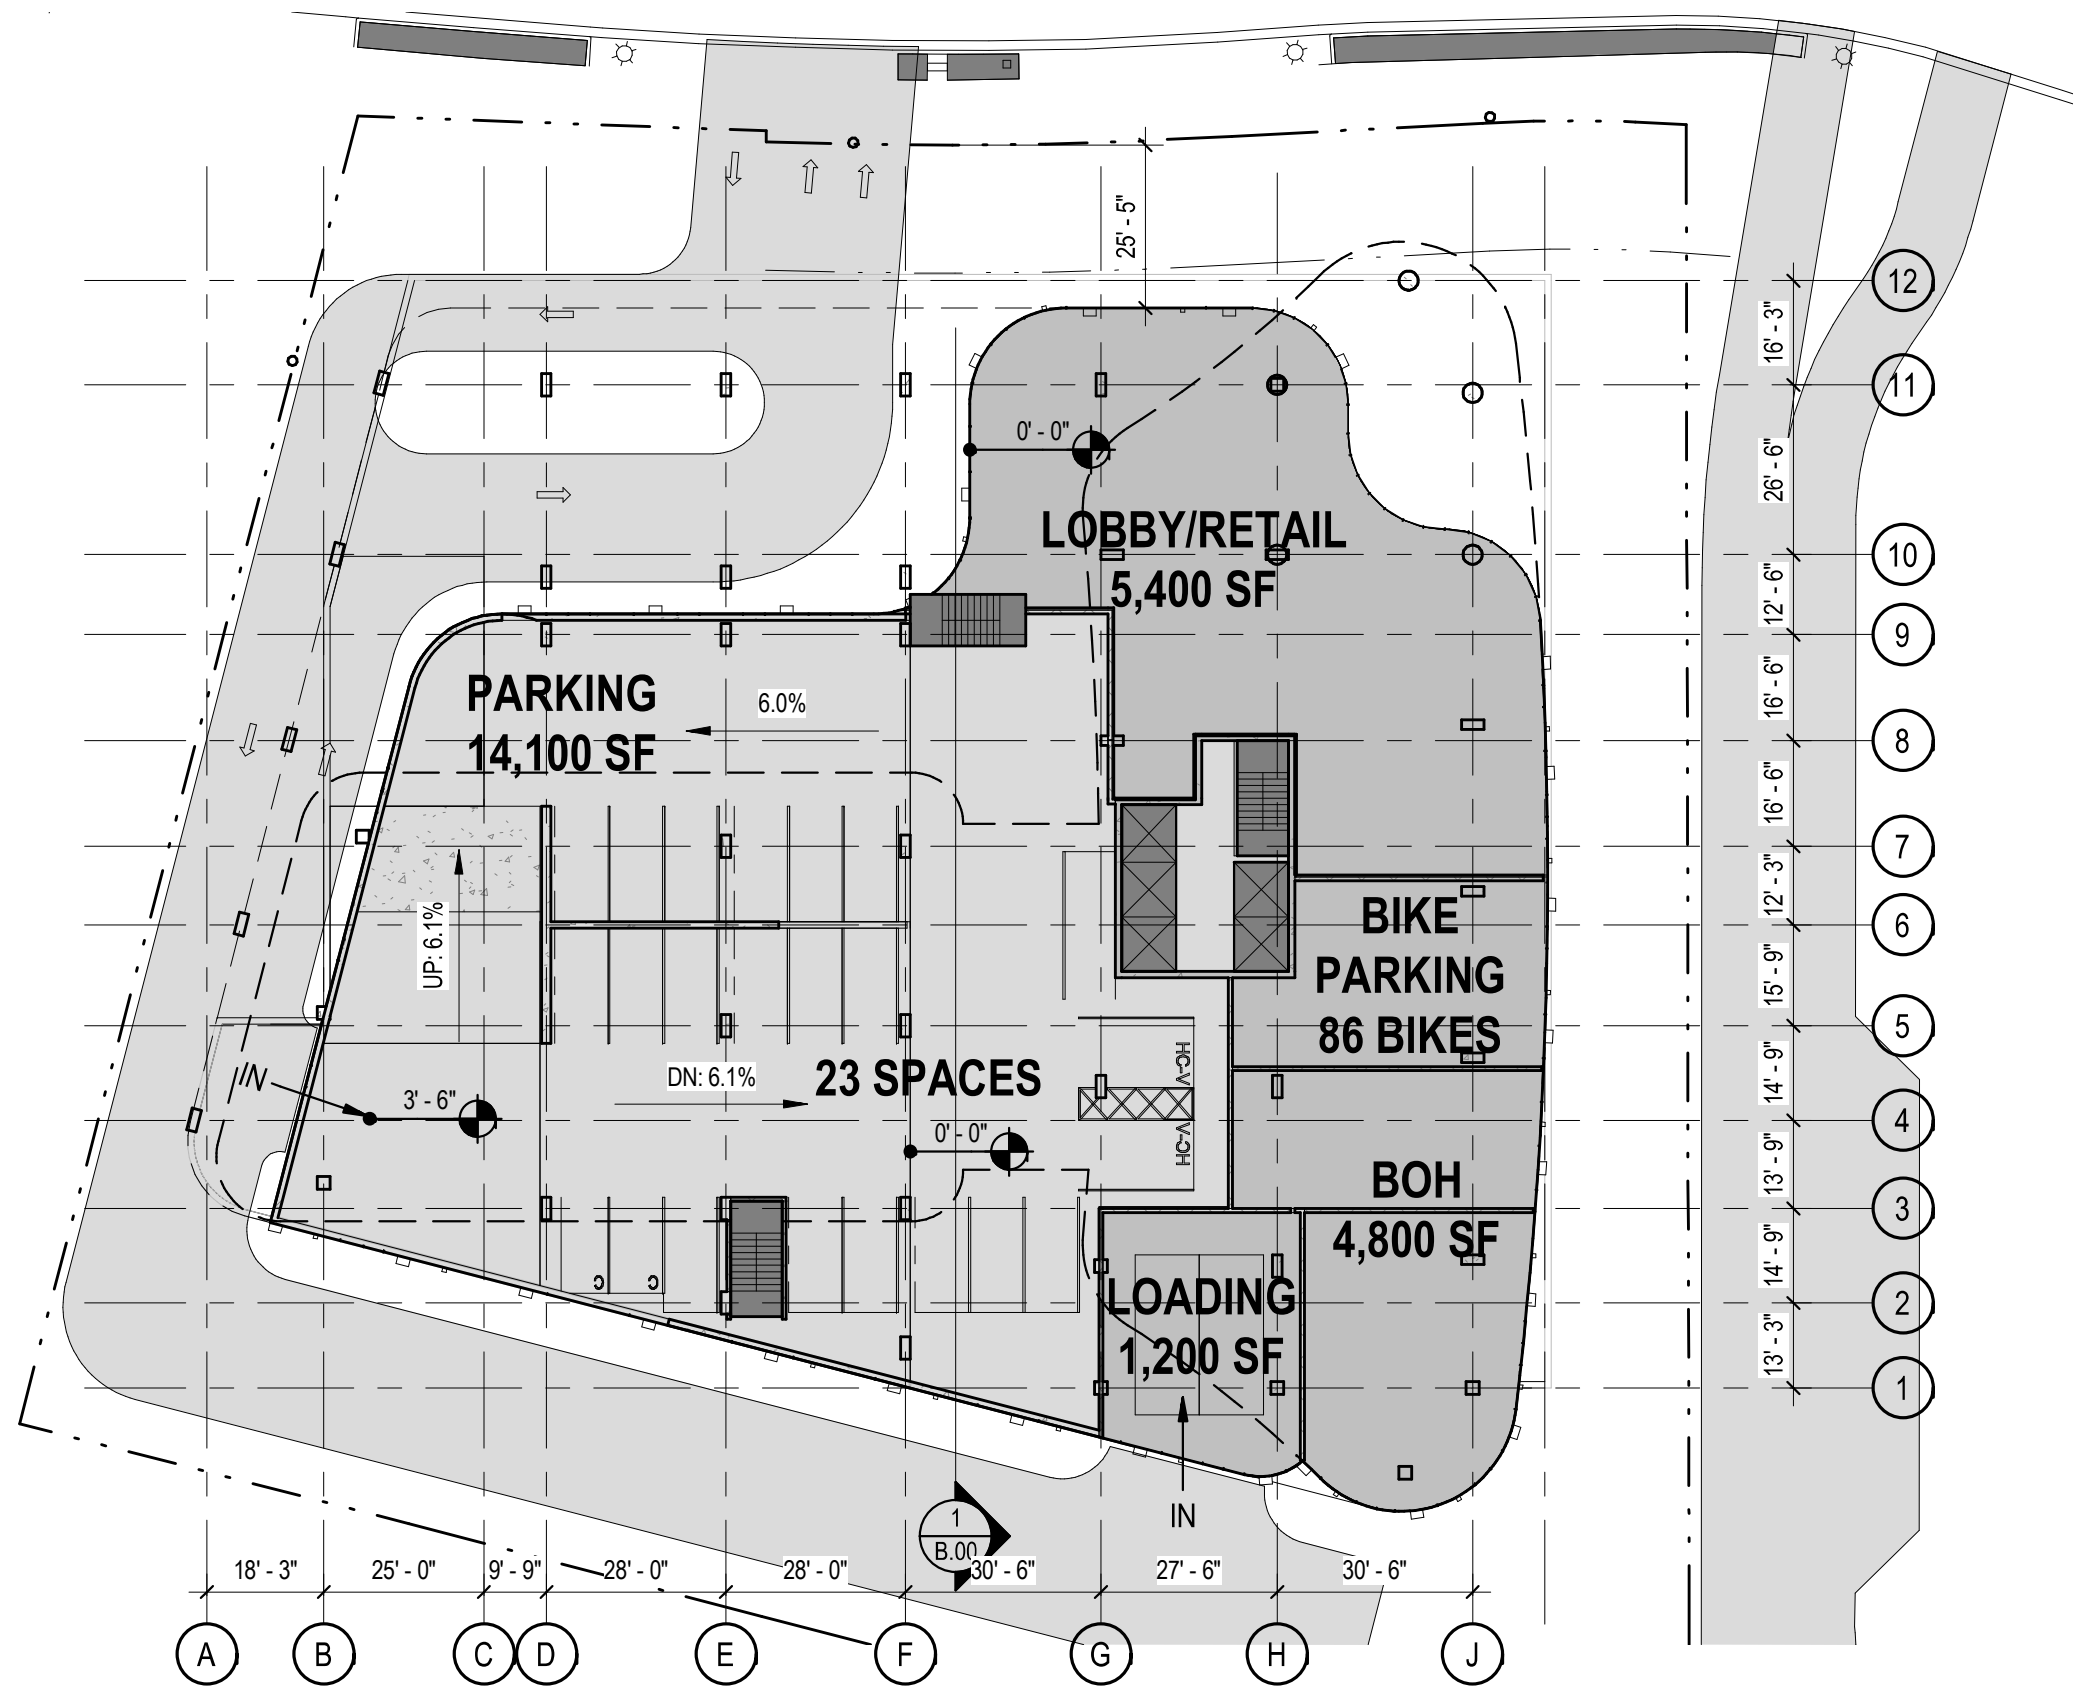 25' - 5"
12
16' - 3"
11
26' - 6"
0' - 0"
LOBBY/RETAIL
5,400 SF
10
12' - 6"
9
16' - 6"
PARKING
14,100 SF
6.0%
8
16' - 6"
7
12' - 3"
UP: 6.1%
BIKE
PARKING
86 BIKES
6
15' - 9"
5
HC-V
14' - 9"
IN
3' - 6"
DN: 6.1%
23 SPACES
0' - 0"
4
HC-V
13' - 9"
BOH
4,800 SF
3
14' - 9"
C
C
LOADING
1,200 SF
2
13' - 3"
1
IN
1
B.00
18' - 3"
25' - 0"
9' - 9"
28' - 0"
28' - 0"
30' - 6"
27' - 6"
30' - 6"
A
B
C
D
E
F
G
H
J